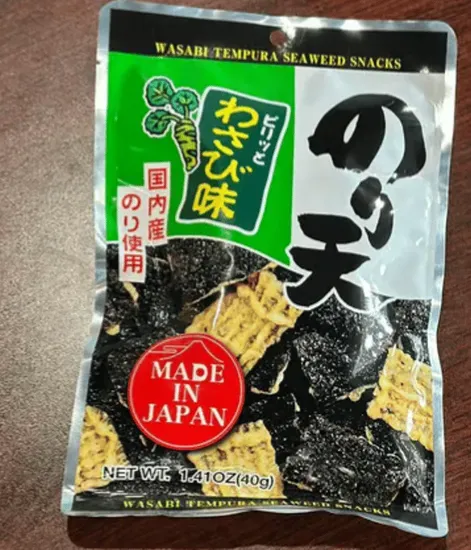 WASABI TEMPURA SEAWEED SNACKS
のり天
ピリッと
わさび味
国内産
のり使用
MADE
IN
JAPAN
NET WT. 1.41OZ(40g)
WASABI TEMPURA SEAWEED SNACKS